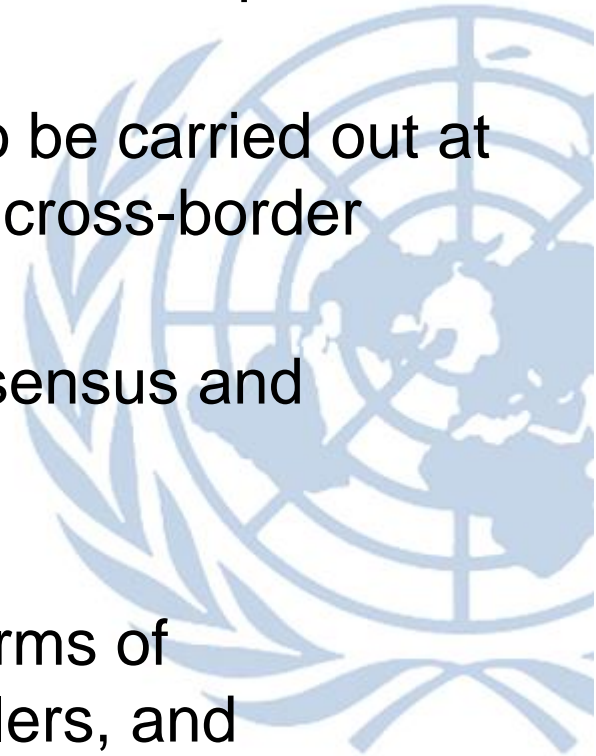 be carried out at
cross-border
sensus and
rms of
lers, and